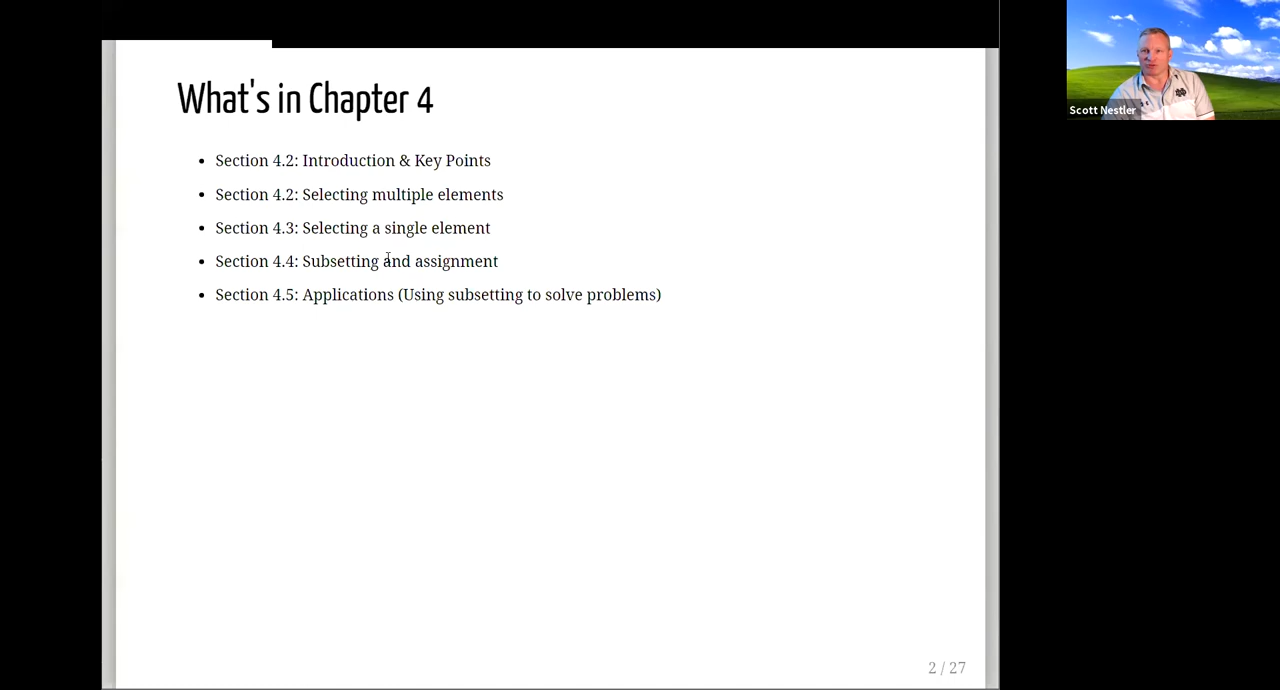 What's in Chapter 4
Section 4.2: Introduction & Key Points
Section 4.2: Selecting multiple elements
Section 4.3: Selecting a single element
Section 4.4: Subsetting and assignment
Section 4.5: Applications (Using subsetting to solve problems)
2 / 27
Scott Nestler